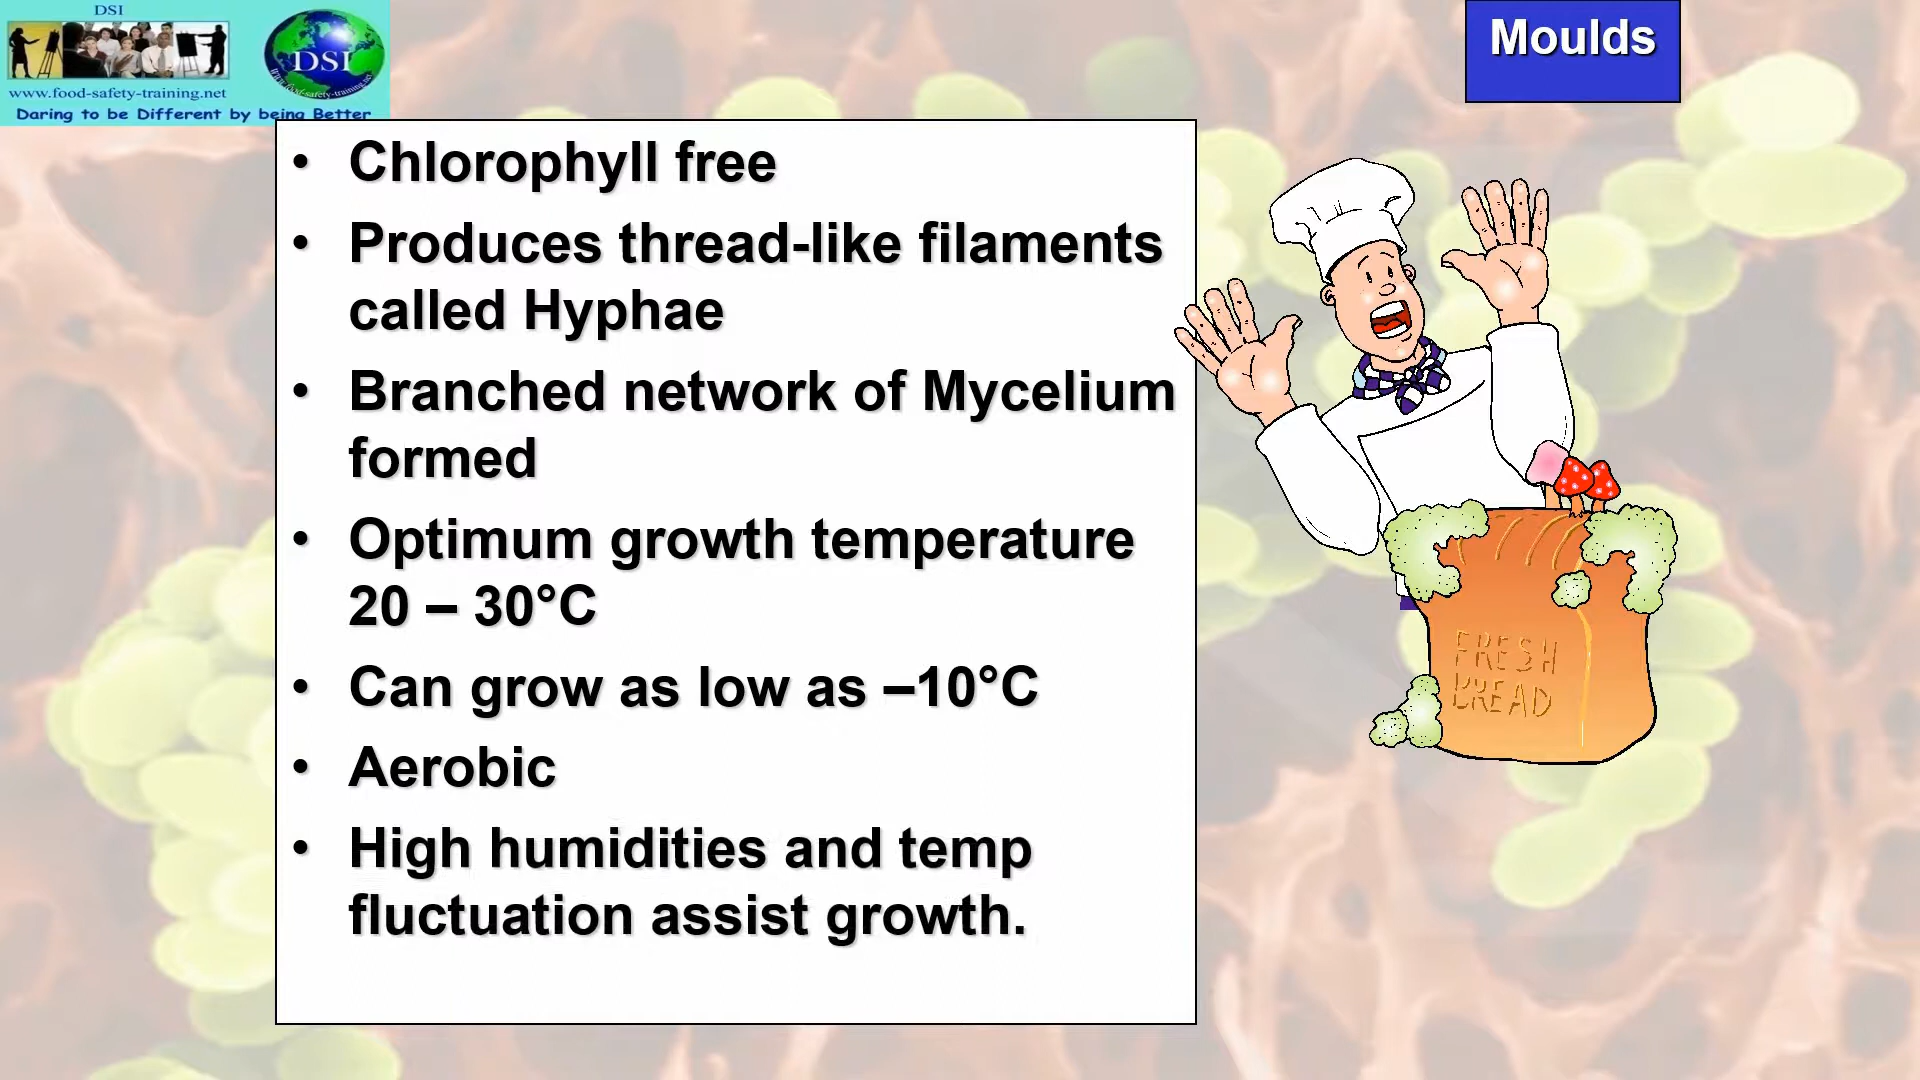 DSI
DSI
www.food-safety-training.net
Daring to be Different by being Better
Moulds
• Chlorophyll free
• Produces thread-like filaments
called Hyphae
• Branched network of Mycelium
formed
• Optimum growth temperature
20 – 30°C
• Can grow as low as –10°C
• Aerobic
• High humidities and temp
fluctuation assist growth.
FRESH
BREAD